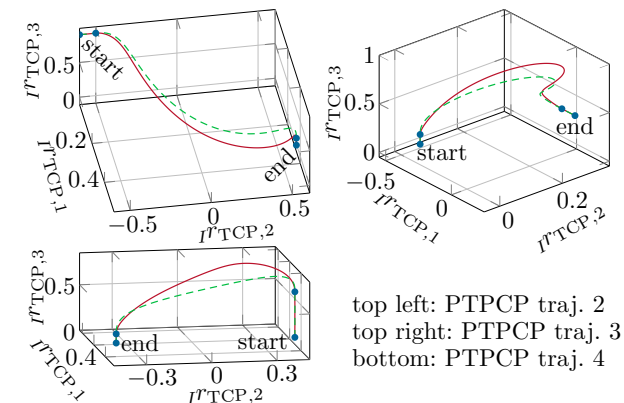 start
end
0.5
0
0.2
0.4
−0.5
0
0.5
IrTCP,3
IrTCP,1
IrTCP,2
1
0.5
0
−0.5
0
0
0.2
start
end
IrTCP,3
IrTCP,1
IrTCP,2
0.5
0
0.4
−0.3
0
0.3
end
start
IrTCP,3
IrTCP,1
IrTCP,2
top left: PTPCP traj. 2
top right: PTPCP traj. 3
bottom: PTPCP traj. 4